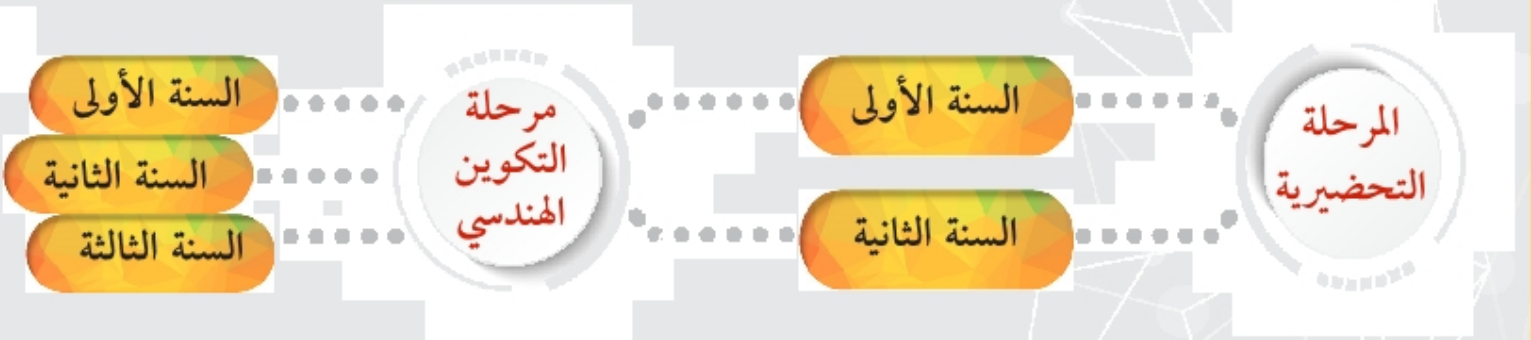 المرحلة
التحضيرية
السنة الأولى
السنة الثانية
مرحلة
التكوين
الهندسي
السنة الأولى
السنة الثانية
السنة الثالثة